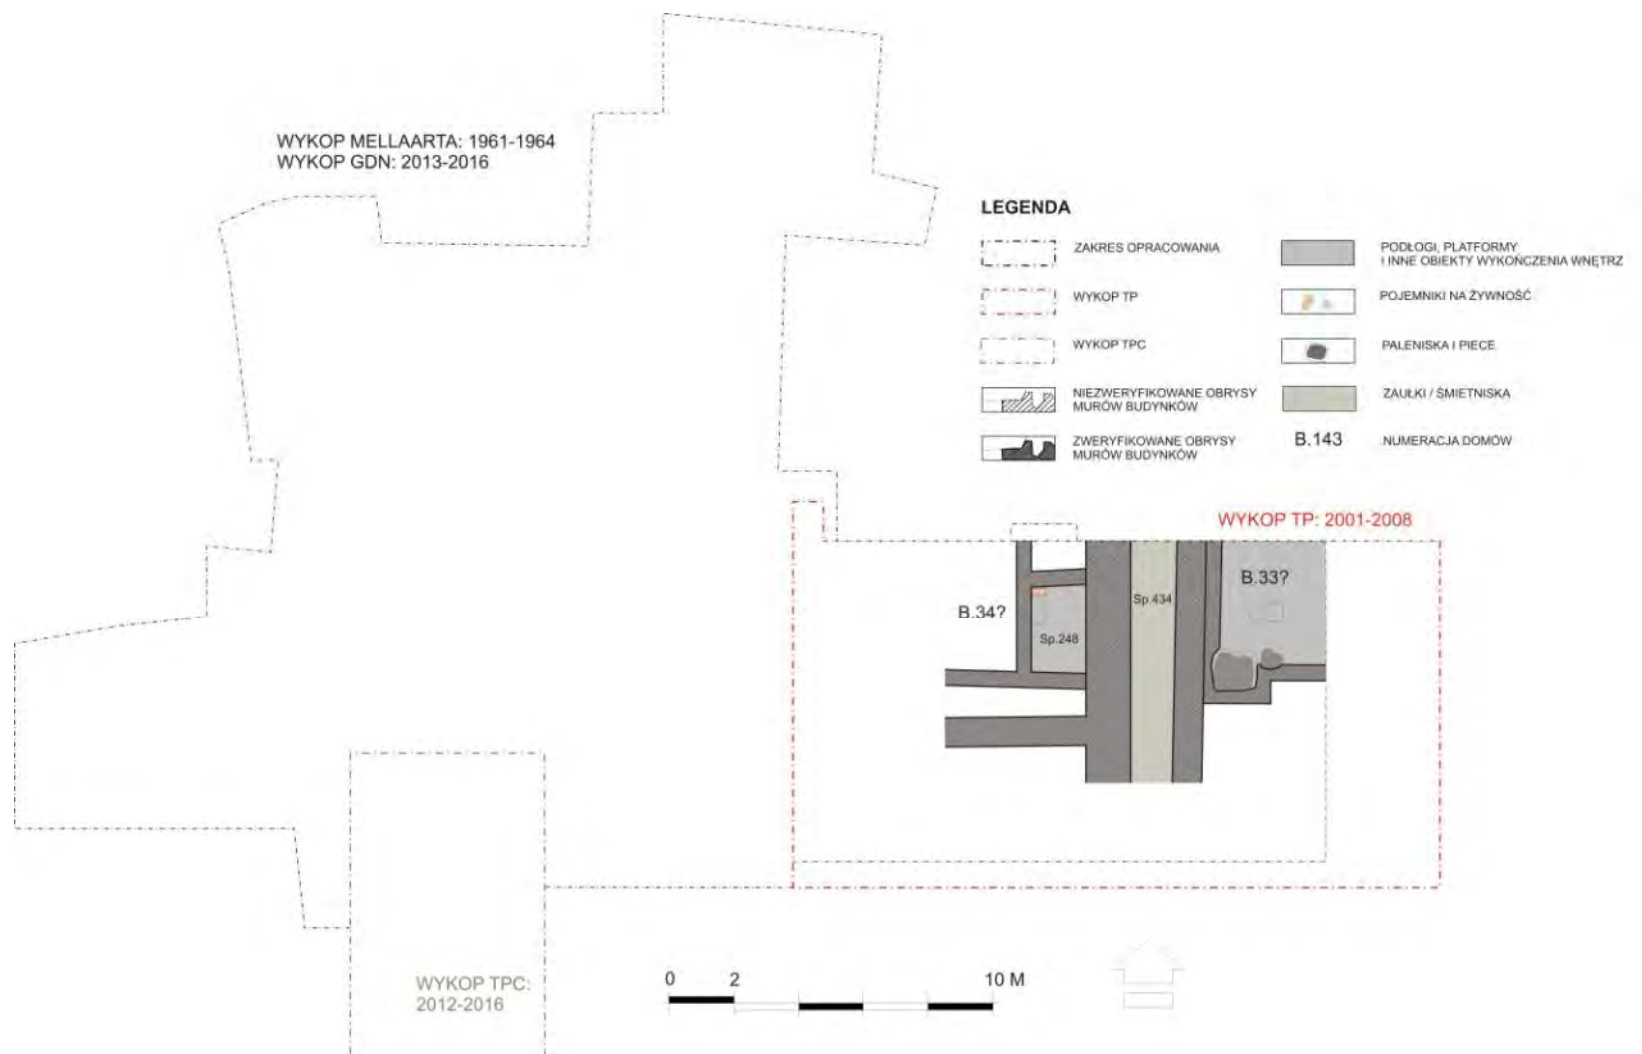 WYKOP MELLAARTA: 1961-1964
WYKOP GDN: 2013-2016
LEGENDA
ZAKRES OPRACOWANIA
WYKOP TP
WYKOP TPC
NIEZWERYFIKOWANE OBRYSY
MURÓW BUDYNKÓW
ZWERYFIKOWANE OBRYSY
MURÓW BUDYNKÓW
PODŁOGI, PLATFORMY
I INNE OBIEKTY WYKOŃCZENIA WNĘTRZ
POJEMNIKI NA ŻYWNOŚĆ
PALENISKA I PIECE
ZAUŁKI / ŚMIETNISKA
B.143 NUMERACJA DOMÓW
WYKOP TP: 2001-2008
B.33?
B.34?
Sp.434
Sp.248
WYKOP TPC:
2012-2016
0 2 10 M